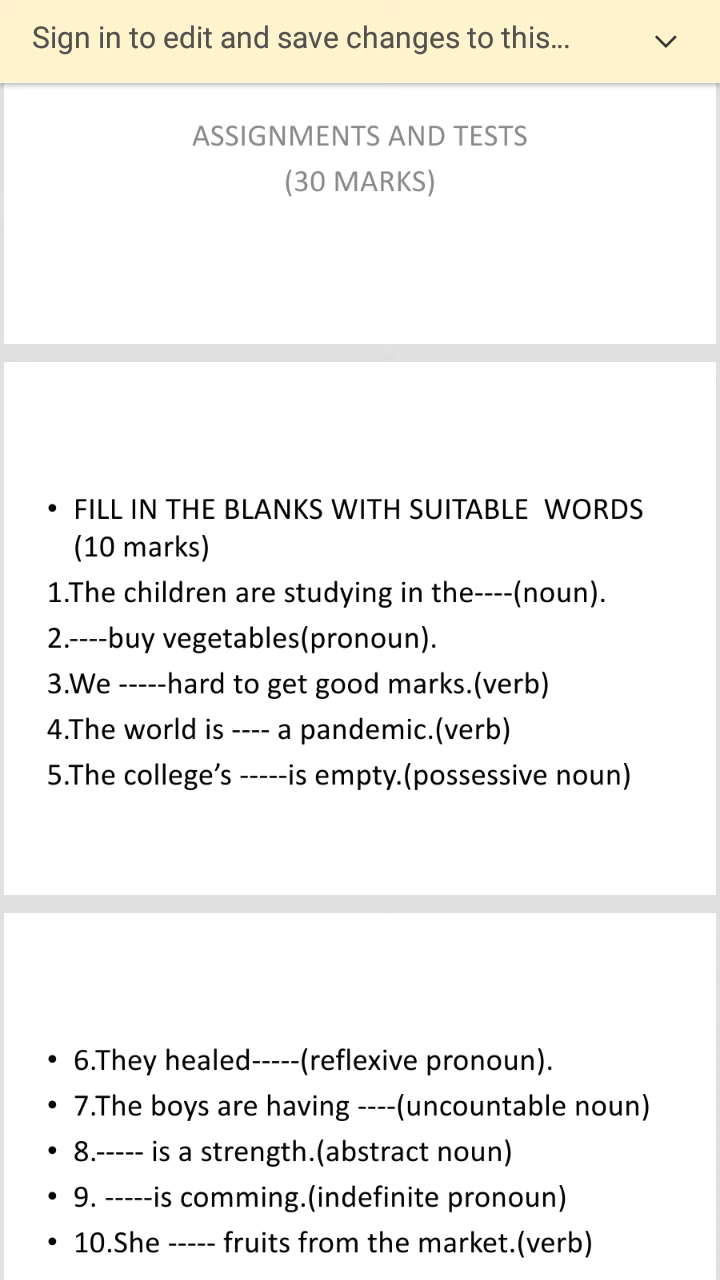 Sign in to edit and save changes to this...
ASSIGNMENTS AND TESTS
(30 MARKS)
• FILL IN THE BLANKS WITH SUITABLE  WORDS
(10 marks)
1.The children are studying in the----(noun).
2.----buy vegetables(pronoun).
3.We -----hard to get good marks.(verb)
4.The world is ---- a pandemic.(verb)
5.The college’s -----is empty.(possessive noun)
• 6.They healed-----(reflexive pronoun).
• 7.The boys are having ----(uncountable noun)
• 8.----- is a strength.(abstract noun)
• 9. -----is comming.(indefinite pronoun)
• 10.She ----- fruits from the market.(verb)